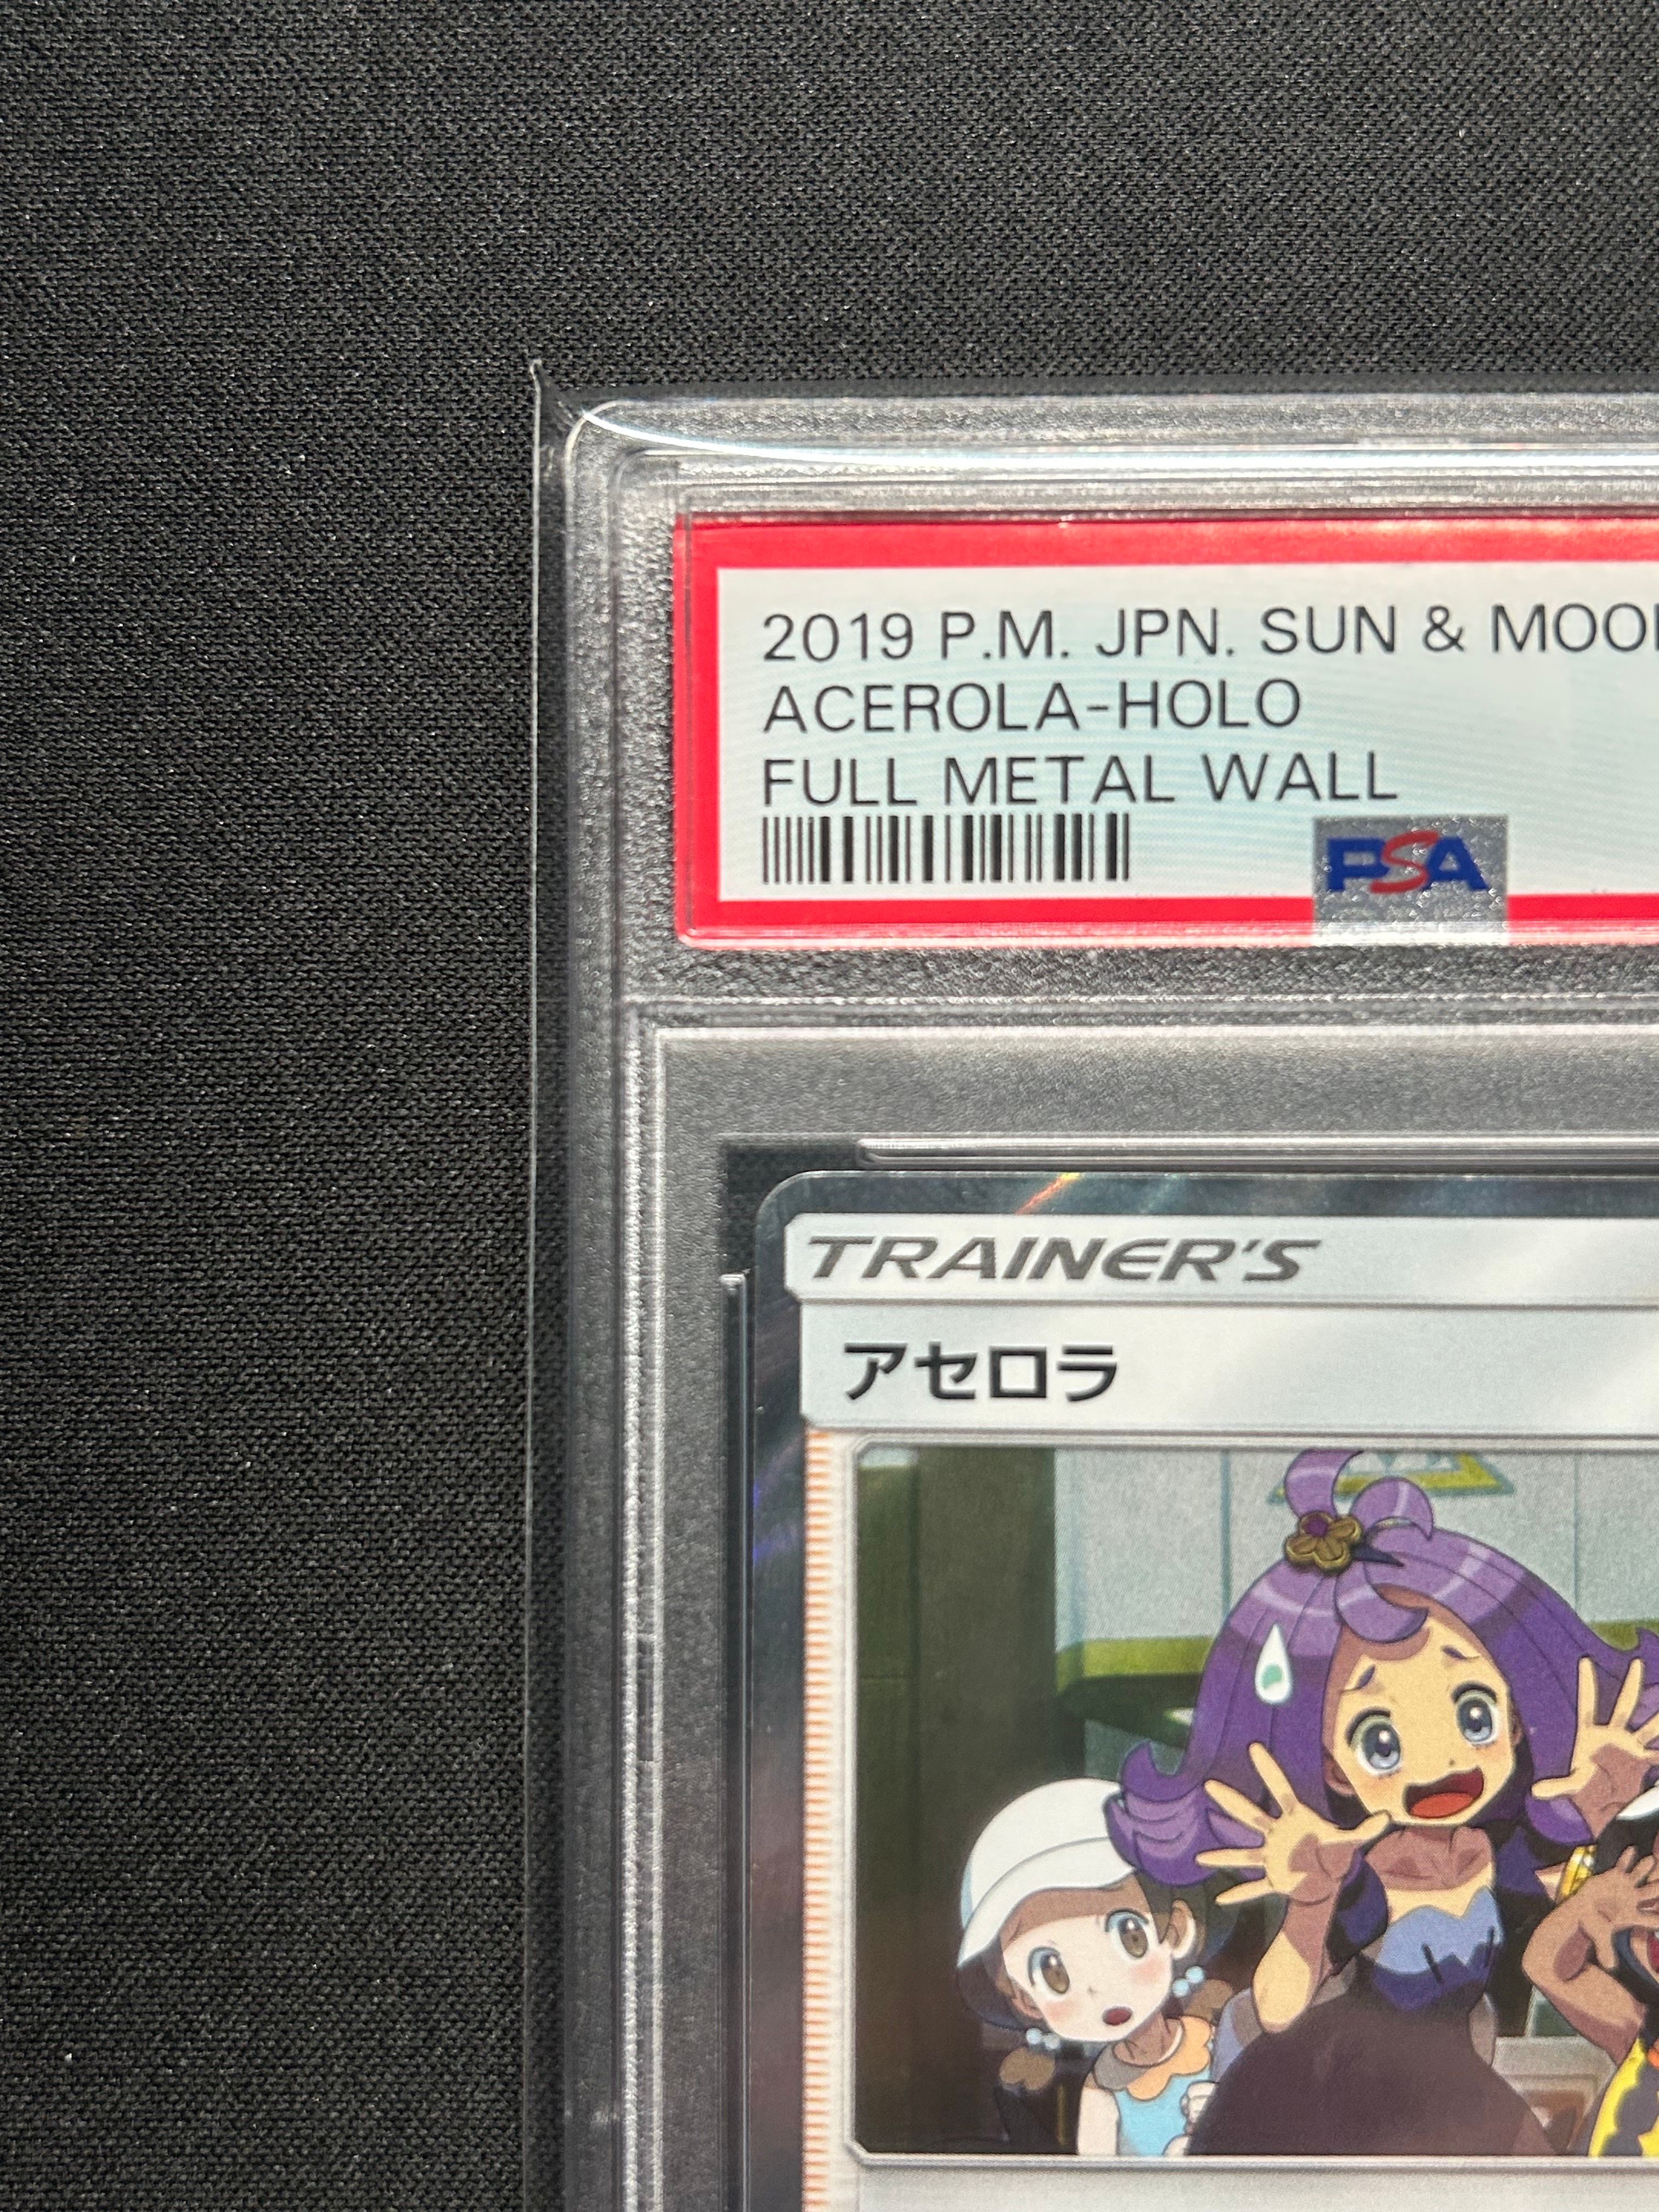 2019 P.M. JPN. SUN & MOON
ACEROLA-HOLO
FULL METAL WALL
PSA
TRAINER'S
アセロラ